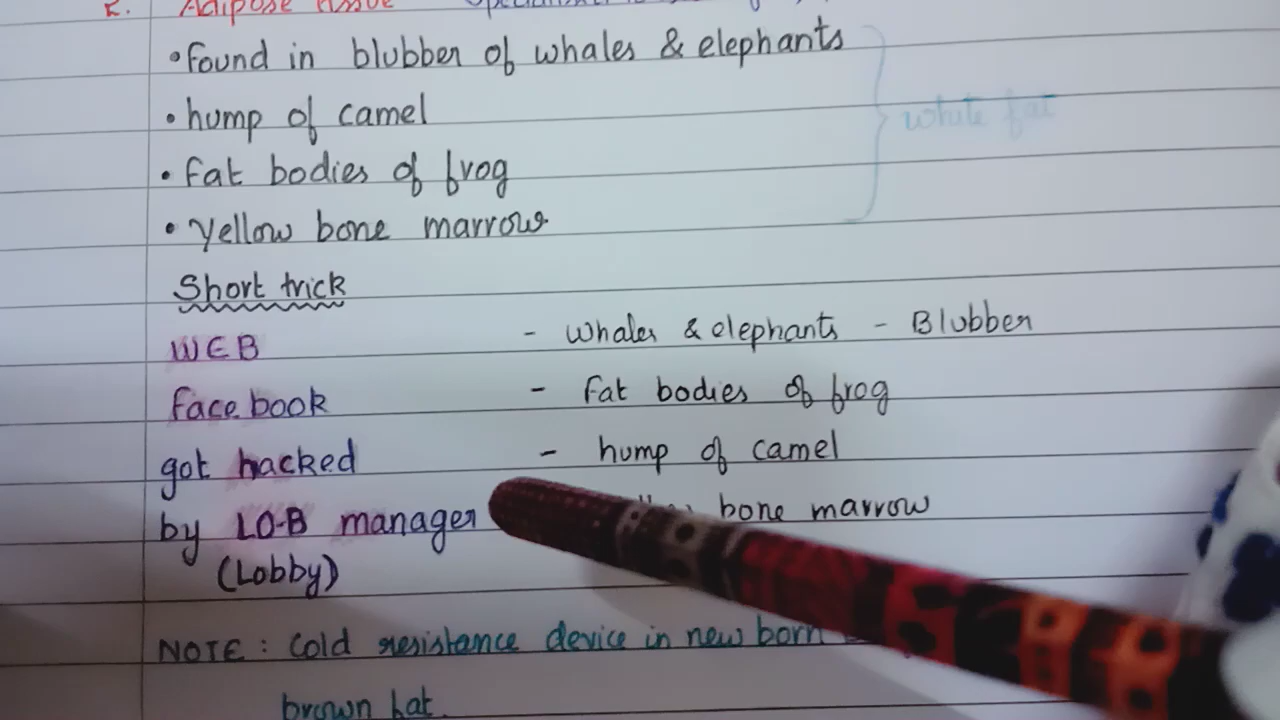 Adipose tissue
• Found in blubber of whales & elephants
• hump of camel
white fat
• Fat bodies of frog
• Yellow bone marrow
Short trick
WEB - whales & elephants - Blubber
face book - Fat bodies of frog
got hacked - hump of camel
by LO-B manager bone marrow
(Lobby)
NOTE : Cold resistance device in new born
brown fat.